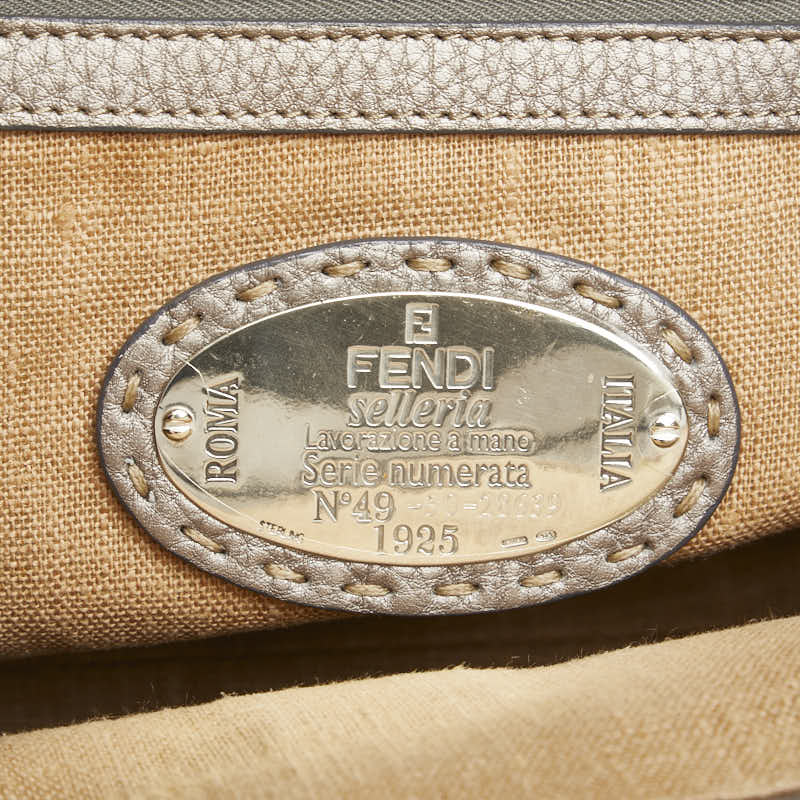 FENDI
selleria
Lavorazione a mano
Serie numerata
N°49
1925
ROMA
ITALIA
STERLING